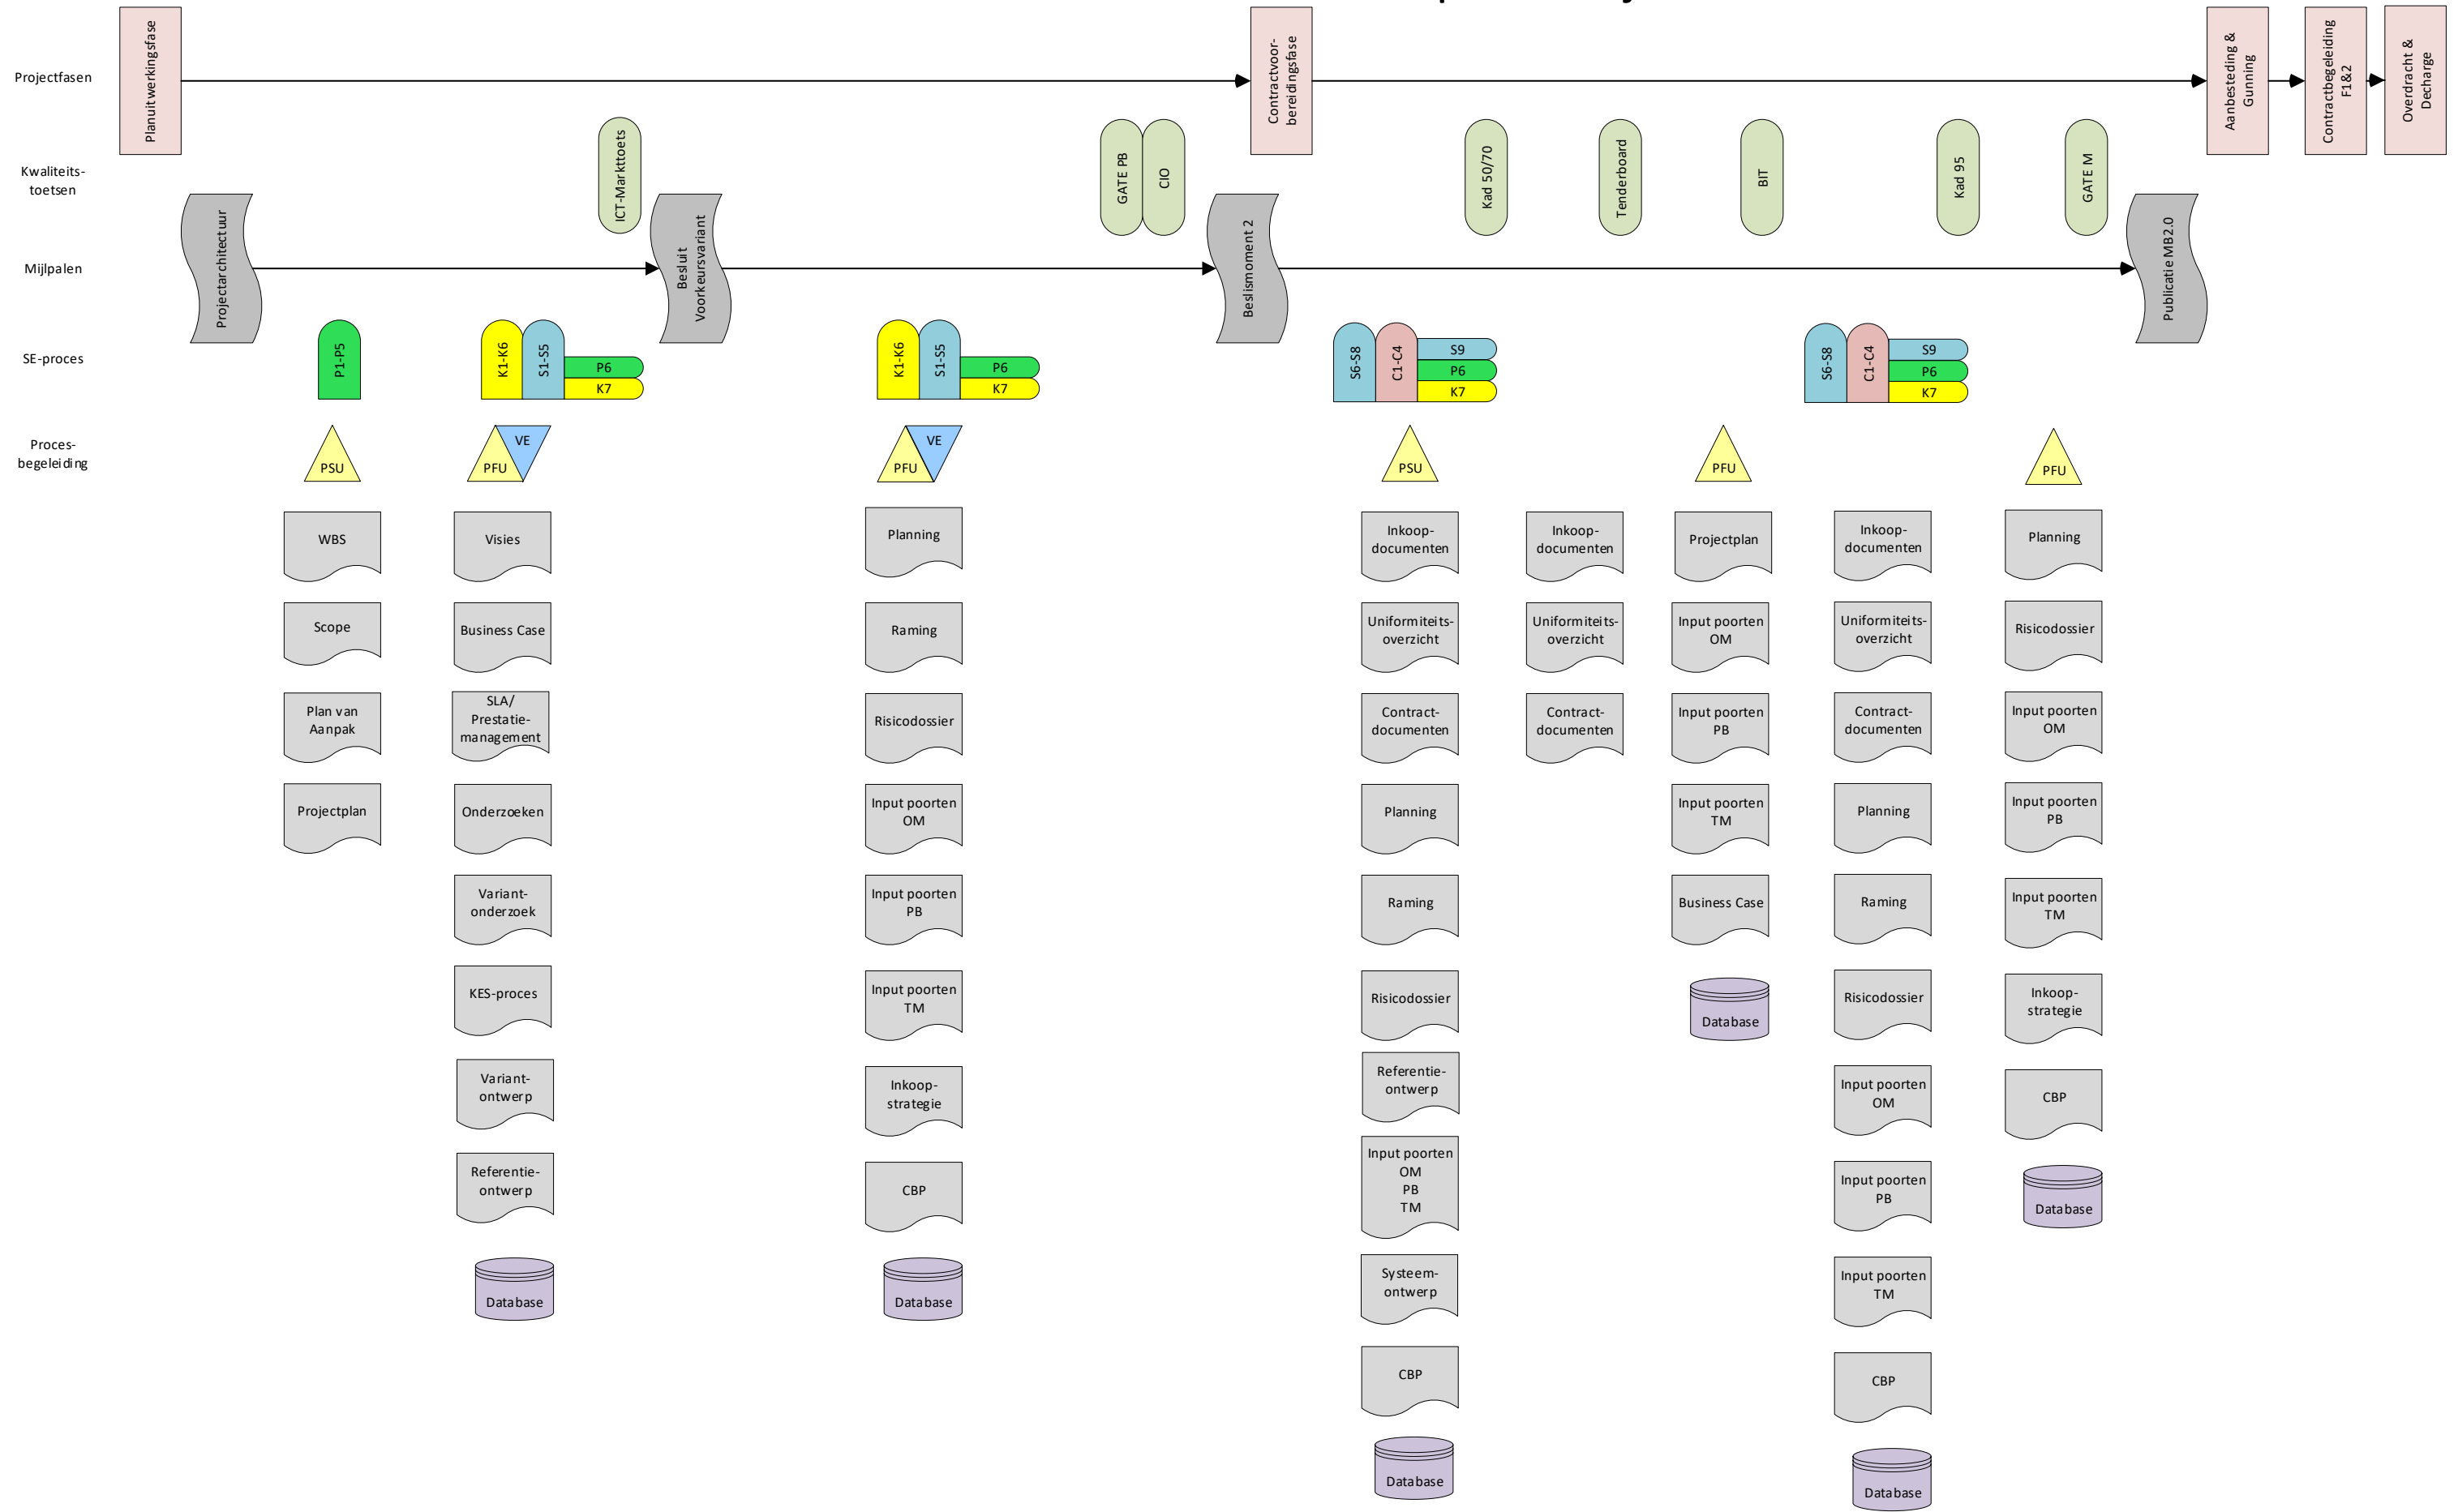 Projectfasen
Planuitwerkingsfase
Contractvoor-
bereidingsfase
Aanbesteding &
Gunning
Contractbegeleiding
F1&2
Overdracht &
Decharge
Kwaliteits-
toetsen
ICT-Markttoets
GATE PB
CIO
Kad 50/70
Tenderboard
BIT
Kad 95
GATE M
Mijlpalen
Projectarchitectuur
Besluit
Voorkeursvariant
Beslismoment 2
Publicatie MB2.0
SE-proces
P1-P5
K1-K6
S1-S5
P6
K7
K1-K6
S1-S5
P6
K7
S6-S8
C1-C4
S9
P6
K7
S6-S8
C1-C4
S9
P6
K7
Proces-
begeleiding
PSU
PFU
VE
PFU
VE
PSU
PFU
PFU
WBS
Scope
Plan van
Aanpak
Projectplan
Visies
Business Case
SLA/
Prestatie-
management
Onderzoeken
Variant-
onderzoek
KES-proces
Variant-
ontwerp
Referentie-
ontwerp
Database
Planning
Raming
Risicodossier
Input poorten
OM
Input poorten
PB
Input poorten
TM
Inkoop-
strategie
CBP
Database
Inkoop-
documenten
Uniformiteits-
overzicht
Contract-
documenten
Planning
Raming
Risicodossier
Referentie-
ontwerp
Input poorten
OM
PB
TM
Systeem-
ontwerp
CBP
Database
Inkoop-
documenten
Uniformiteits-
overzicht
Contract-
documenten
Projectplan
Input poorten
OM
Input poorten
PB
Input poorten
TM
Business Case
Database
Inkoop-
documenten
Uniformiteits-
overzicht
Contract-
documenten
Planning
Raming
Risicodossier
Input poorten
OM
Input poorten
PB
Input poorten
TM
CBP
Database
Planning
Risicodossier
Input poorten
OM
Input poorten
PB
Input poorten
TM
Inkoop-
strategie
CBP
Database